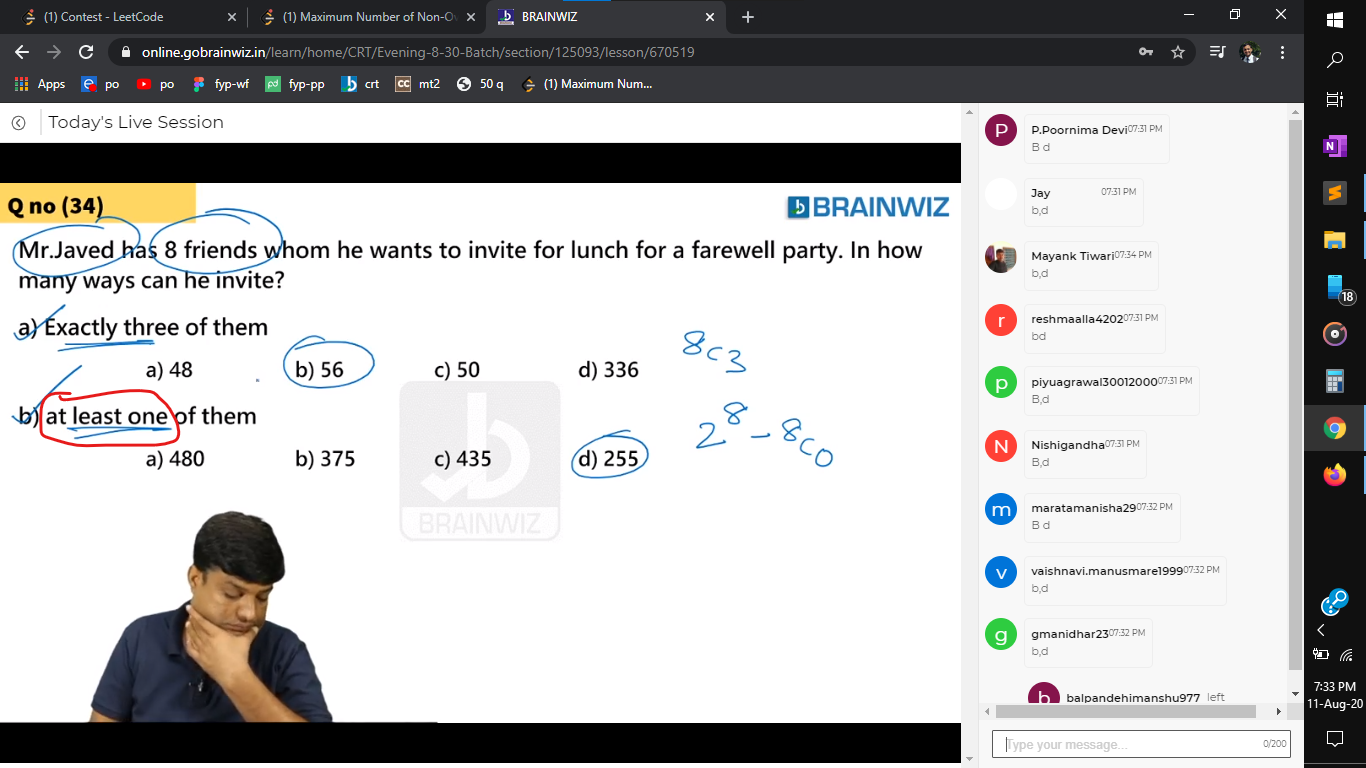 (1) Contest - LeetCode
(1) Maximum Number of Non-Ov
BRAINWIZ
online.gobrainwiz.in/learn/home/CRT/Evening-8-30-Batch/section/125093/lesson/670519
Apps po po fyp-wf fyp-pp crt mt2 50 q (1) Maximum Num...
Today's Live Session
Q no (34)
BRAINWIZ
Mr.Javed has 8 friends whom he wants to invite for lunch for a farewell party. In how
many ways can he invite?
a) Exactly three of them
8c3
a) 48 b) 56 c) 50 d) 336
b) at least one of them
2^8 - 8c0
a) 480 b) 375 c) 435 d) 255
BRAINWIZ
P
P.Poornima Devi 07:31 PM
B d
Jay 07:31 PM
b,d
Mayank Tiwari 07:34 PM
b,d
r
reshmaalla4202 07:31 PM
bd
p
piyuagrawal30012000 07:31 PM
B,d
N
Nishigandha 07:31 PM
B,d
m
maratamanisha29 07:32 PM
B d
v
vaishnavi.manusmare1999 07:32 PM
b,d
g
gmanidhar23 07:32 PM
b,d
b
balpandehimanshu977 left
Type your message...
0/200
18
7:33 PM
11-Aug-20